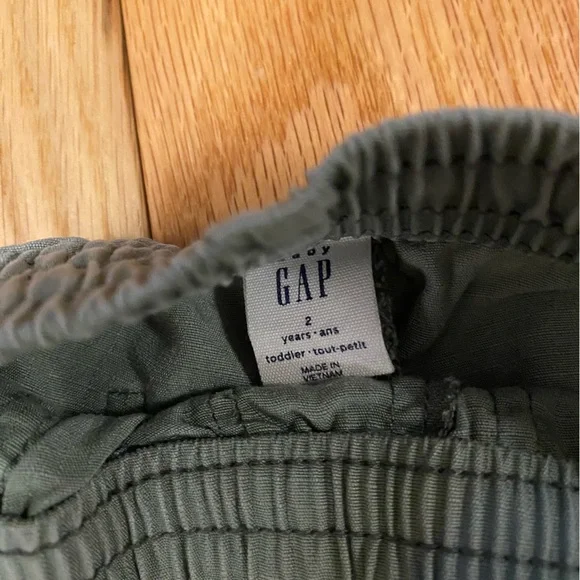 GAP
2
years·ans
toddler·tout-petit
MADE IN
VIETNAM